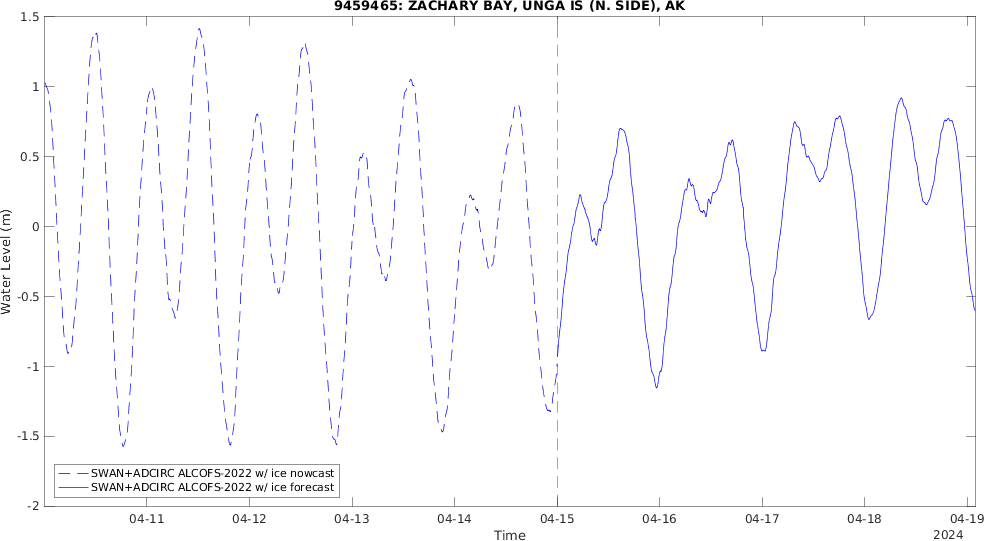 9459465: ZACHARY BAY, UNGA IS (N. SIDE), AK
1.5
1
0.5
0
-0.5
-1
-1.5
-2
Water Level (m)
SWAN+ADCIRC ALCOFS-2022 w/ ice nowcast
SWAN+ADCIRC ALCOFS-2022 w/ ice forecast
04-11 04-12 04-13 04-14 04-15 04-16 04-17 04-18 04-19
Time
2024